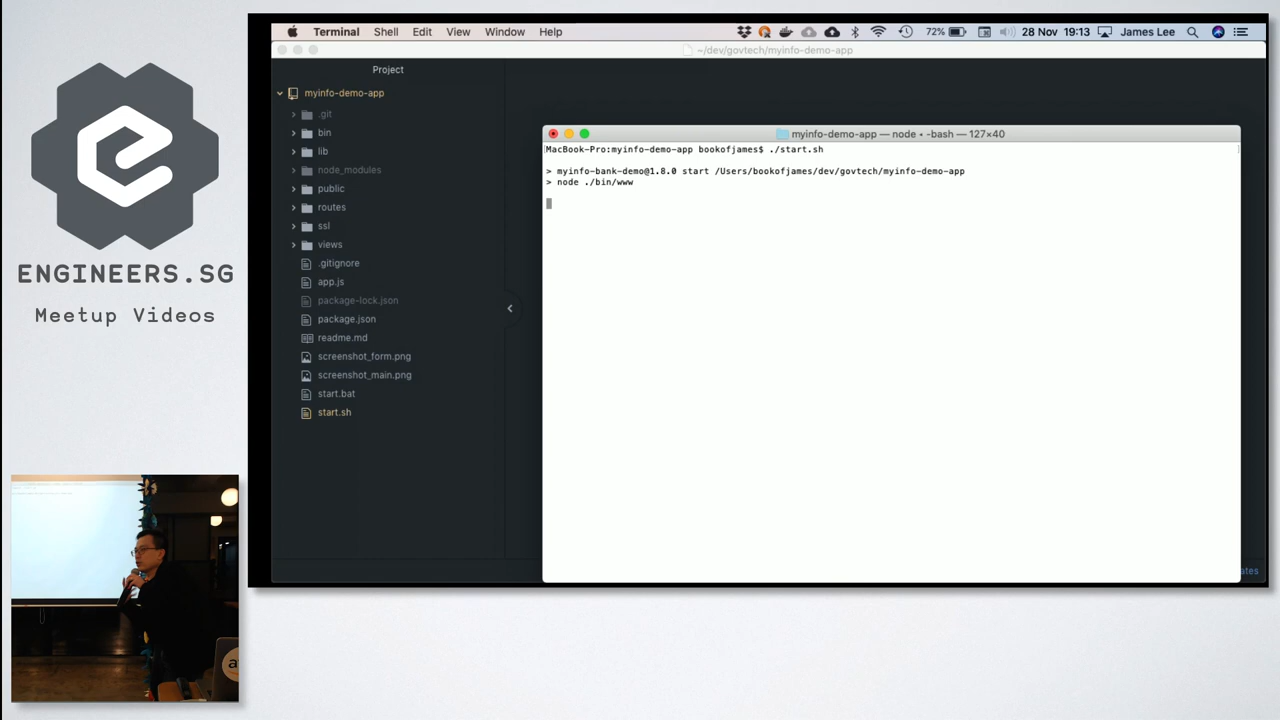 ENGINEERS.SG
Meetup Videos
Terminal Shell Edit View Window Help 72% 28 Nov 19:13 James Lee
~/dev/govtech/myinfo-demo-app
Project
myinfo-demo-app
.git
bin
lib
node_modules
public
routes
ssl
views
.gitignore
app.js
package-lock.json
package.json
readme.md
screenshot_form.png
screenshot_main.png
start.bat
start.sh
myinfo-demo-app — node • -bash — 127×40
MacBook-Pro:myinfo-demo-app bookofjames$ ./start.sh
> myinfo-bank-demo@1.8.0 start /Users/bookofjames/dev/govtech/myinfo-demo-app
> node ./bin/www
ates